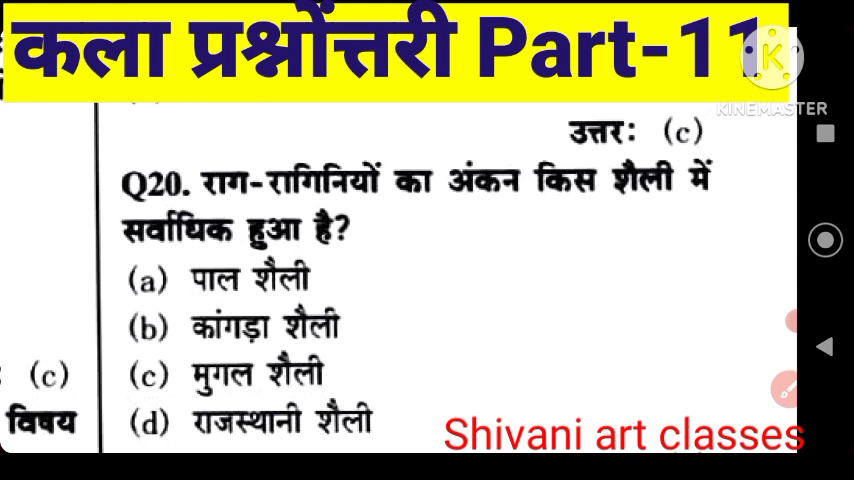 कला प्रश्नोंत्तरी Part-11
K
KINEMASTER
उत्तरः (c)
Q20. राग-रागिनियों का अंकन किस शैली में
सर्वाधिक हुआ है?
(a) पाल शैली
(b) कांगड़ा शैली
: (c)
(c) मुगल शैली
विषय
(d) राजस्थानी शैली
Shivani art classes